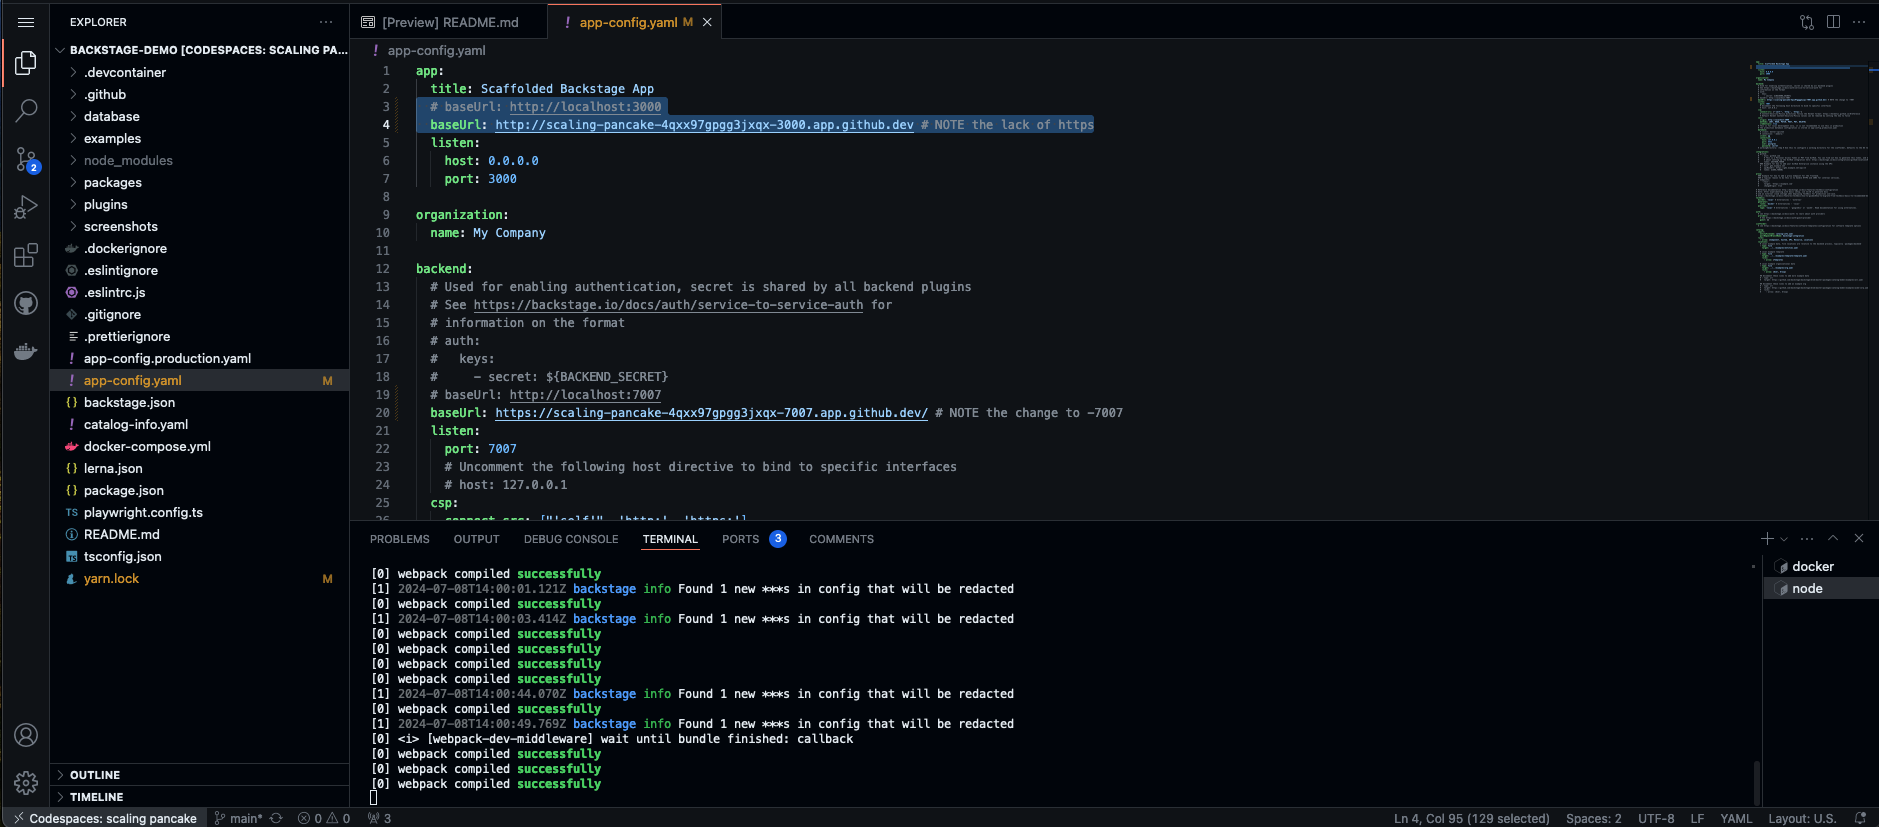 EXPLORER
BACKSTAGE-DEMO [CODESPACES: SCALING PA...
.devcontainer
.github
database
examples
node_modules
packages
plugins
screenshots
.dockerignore
.eslintignore
.eslintrc.js
.gitignore
.prettierignore
app-config.production.yaml
app-config.yaml M
backstage.json
catalog-info.yaml
docker-compose.yml
lerna.json
package.json
playwright.config.ts
README.md
tsconfig.json
yarn.lock M
OUTLINE
TIMELINE
2
[Preview] README.md
! app-config.yaml M
! app-config.yaml
1 app:
2 title: Scaffolded Backstage App
3 # baseUrl: http://localhost:3000
4 baseUrl: http://scaling-pancake-4qxx97gpgg3jxqx-3000.app.github.dev # NOTE the lack of https
5 listen:
6 host: 0.0.0.0
7 port: 3000
8
9 organization:
10 name: My Company
11
12 backend:
13 # Used for enabling authentication, secret is shared by all backend plugins
14 # See https://backstage.io/docs/auth/service-to-service-auth for
15 # information on the format
16 # auth:
17 #   keys:
18 #     - secret: ${BACKEND_SECRET}
19 # baseUrl: http://localhost:7007
20 baseUrl: https://scaling-pancake-4qxx97gpgg3jxqx-7007.app.github.dev/ # NOTE the change to -7007
21 listen:
22 port: 7007
23 # Uncomment the following host directive to bind to specific interfaces
24 # host: 127.0.0.1
25 csp:
26 connect-src: ["'self'", 'http:', 'https:']
PROBLEMS OUTPUT DEBUG CONSOLE TERMINAL PORTS 3 COMMENTS
[0] webpack compiled successfully
[1] 2024-07-08T14:00:01.121Z backstage info Found 1 new ***s in config that will be redacted
[0] webpack compiled successfully
[1] 2024-07-08T14:00:03.414Z backstage info Found 1 new ***s in config that will be redacted
[0] webpack compiled successfully
[0] webpack compiled successfully
[0] webpack compiled successfully
[0] webpack compiled successfully
[1] 2024-07-08T14:00:44.070Z backstage info Found 1 new ***s in config that will be redacted
[0] webpack compiled successfully
[1] 2024-07-08T14:00:49.769Z backstage info Found 1 new ***s in config that will be redacted
[0] <i> [webpack-dev-middleware] wait until bundle finished: callback
[0] webpack compiled successfully
[0] webpack compiled successfully
[0] webpack compiled successfully
docker
node
Codespaces: scaling pancake main* 0 0 3
Ln 4, Col 95 (129 selected) Spaces: 2 UTF-8 LF YAML Layout: U.S.